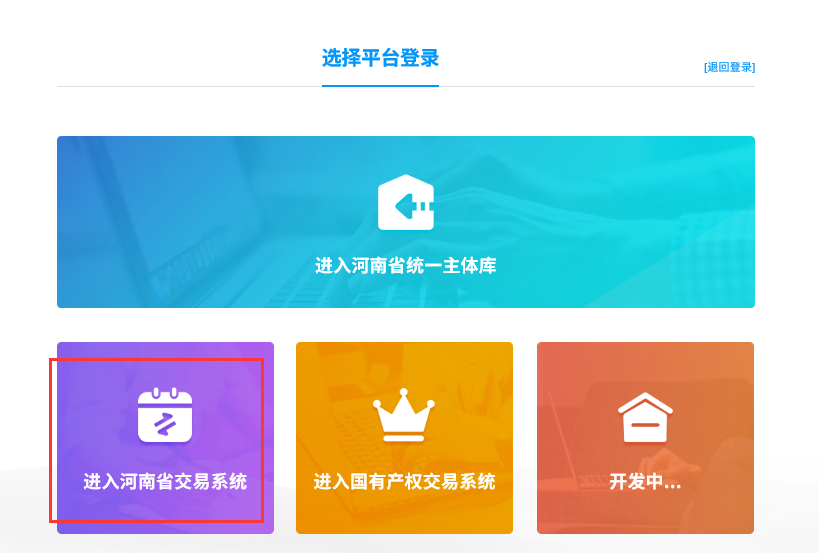 选择平台登录
[退回登录]
进入河南省统一主体库
进入河南省交易系统
进入国有产权交易系统
开发中...